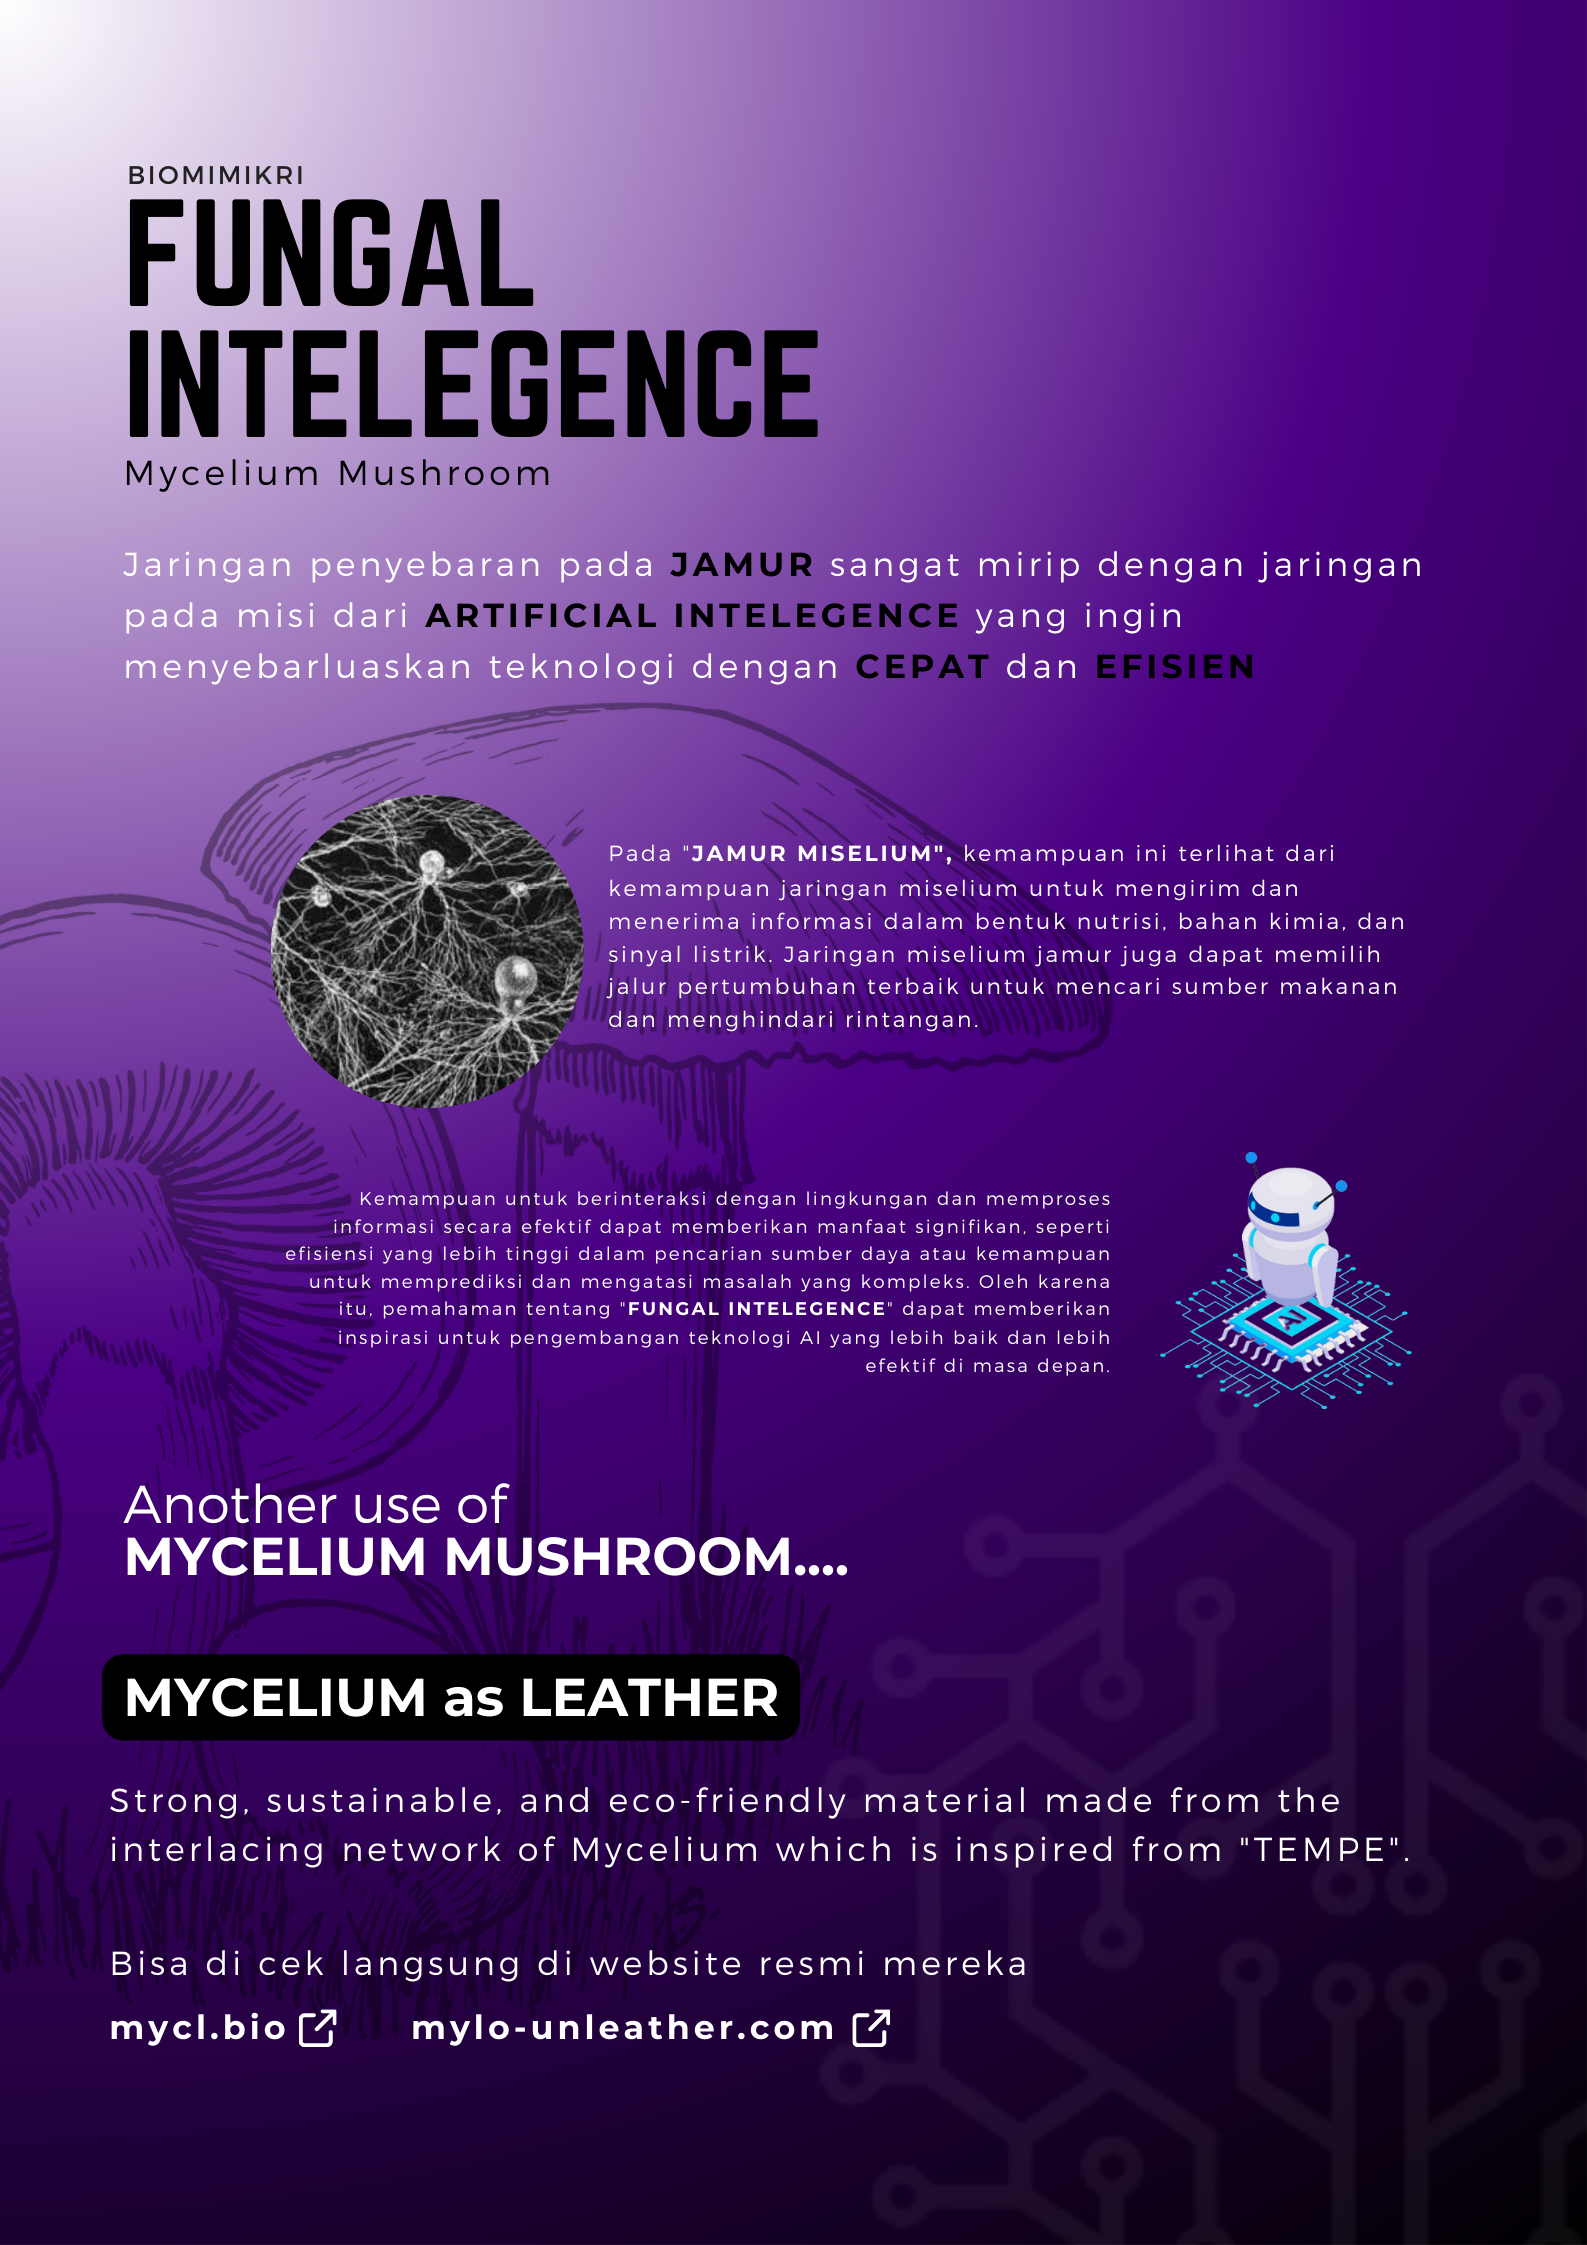 BIOMIMIKRI
FUNGAL
INTELEGENCE
Mycelium Mushroom
Jaringan penyebaran pada JAMUR sangat mirip dengan jaringan
pada misi dari ARTIFICIAL INTELEGENCE yang ingin
menyebarluaskan teknologi dengan CEPAT dan EFISIEN
Pada "JAMUR MISELIUM", kemampuan ini terlihat dari
kemampuan jaringan miselium untuk mengirim dan
menerima informasi dalam bentuk nutrisi, bahan kimia, dan
sinyal listrik. Jaringan miselium jamur juga dapat memilih
jalur pertumbuhan terbaik untuk mencari sumber makanan
dan menghindari rintangan.
Kemampuan untuk berinteraksi dengan lingkungan dan memproses
informasi secara efektif dapat memberikan manfaat signifikan, seperti
efisiensi yang lebih tinggi dalam pencarian sumber daya atau kemampuan
untuk memprediksi dan mengatasi masalah yang kompleks. Oleh karena
itu, pemahaman tentang "FUNGAL INTELEGENCE" dapat memberikan
inspirasi untuk pengembangan teknologi AI yang lebih baik dan lebih
efektif di masa depan.
AI
Another use of
MYCELIUM MUSHROOM....
MYCELIUM as LEATHER
Strong, sustainable, and eco-friendly material made from the
interlacing network of Mycelium which is inspired from "TEMPE".
Bisa di cek langsung di website resmi mereka
mycl.bio mylo-unleather.com